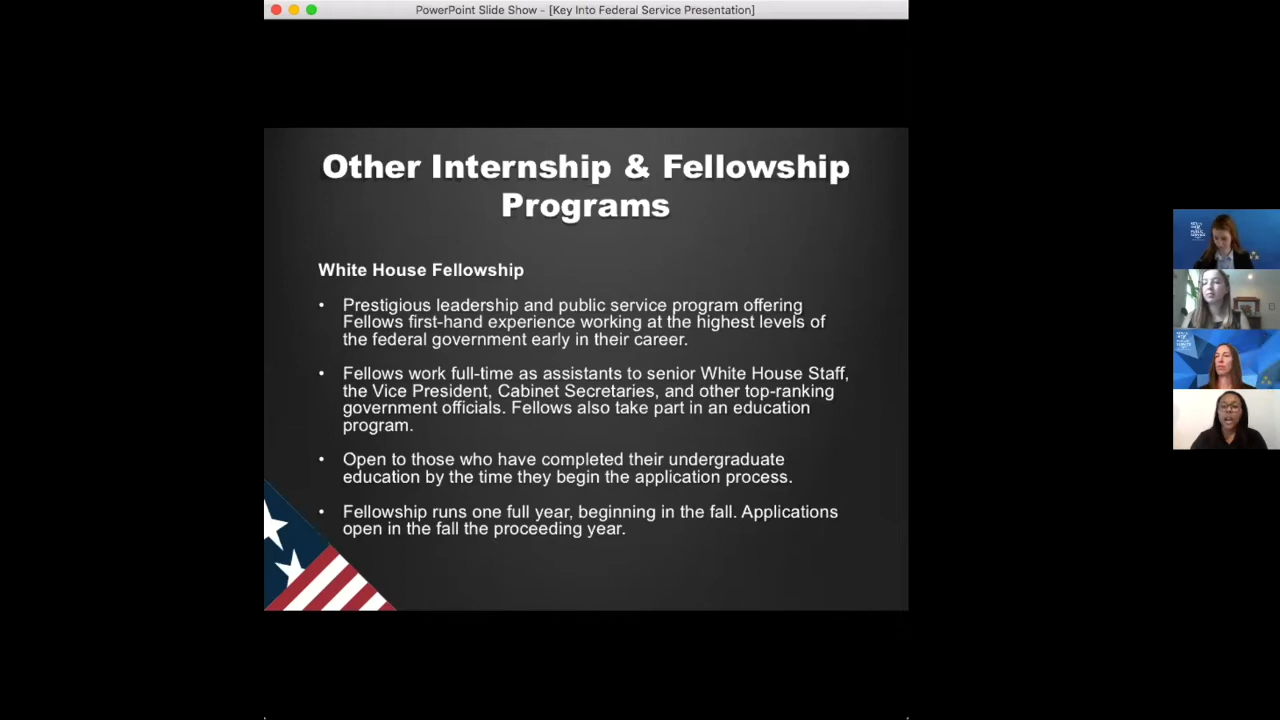 PowerPoint Slide Show - [Key Into Federal Service Presentation]
Other Internship & Fellowship
Programs
White House Fellowship
• Prestigious leadership and public service program offering
Fellows first-hand experience working at the highest levels of
the federal government early in their career.
• Fellows work full-time as assistants to senior White House Staff,
the Vice President, Cabinet Secretaries, and other top-ranking
government officials. Fellows also take part in an education
program.
• Open to those who have completed their undergraduate
education by the time they begin the application process.
• Fellowship runs one full year, beginning in the fall. Applications
open in the fall the proceeding year.